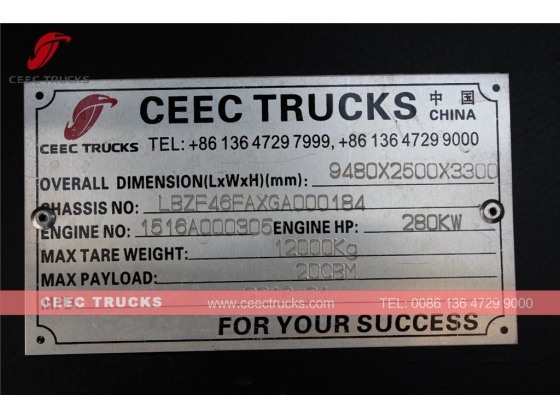 CEEC TRUCKS
CEEC TRUCKS 中国 CHINA
CEEC TRUCKS
TEL: +86 136 4729 7999, +86 136 4729 9000
OVERALL DIMENSION(LxWxH)(mm): 9480X2500X3300
CHASSIS NO: LBZF46FAXGA000184
ENGINE NO: 1516A000305 ENGINE HP: 280KW
MAX TARE WEIGHT: 12000Kg
MAX PAYLOAD: 20CBM
CEEC TRUCKS www.ceectrucks.com TEL: 0086 136 4729 9000
FOR YOUR SUCCESS